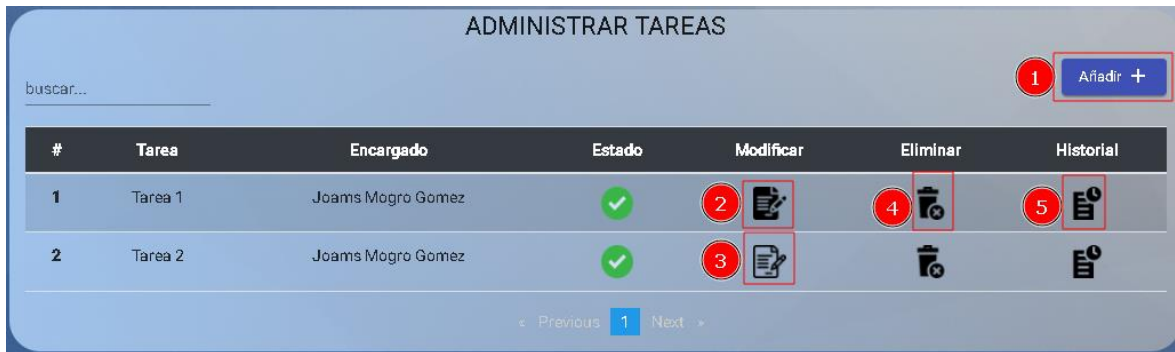 ADMINISTRAR TAREAS
1 Añadir +
buscar...
# Tarea Encargado Estado Modificar Eliminar Historial
1 Tarea 1 Joams Mogro Gomez 2 4 5
2 Tarea 2 Joams Mogro Gomez 3
« Previous 1 Next »